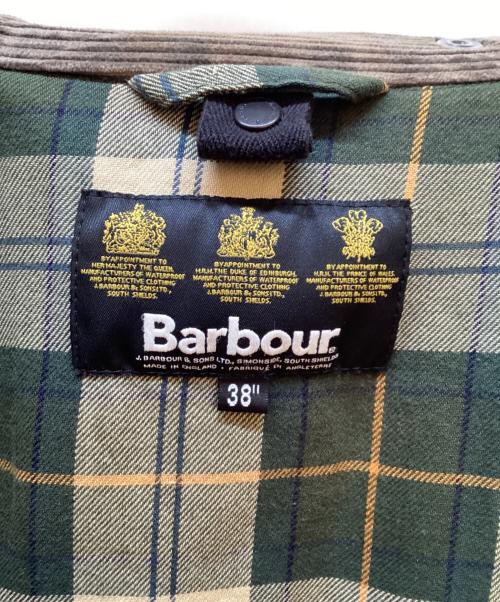 BY APPOINTMENT TO
HER MAJESTY THE QUEEN,
MANUFACTURERS OF WATERPROOF
AND PROTECTIVE CLOTHING
J.BARBOUR & SONS LTD.,
SOUTH SHIELDS.
BY APPOINTMENT TO
H.R.H. THE DUKE OF EDINBURGH,
MANUFACTURERS OF WATERPROOF
AND PROTECTIVE CLOTHING
J.BARBOUR & SONS LTD.,
SOUTH SHIELDS.
BY APPOINTMENT TO
H.R.H. THE PRINCE OF WALES,
MANUFACTURERS OF WATERPROOF
AND PROTECTIVE CLOTHING
J.BARBOUR & SONS LTD.,
SOUTH SHIELDS.
Barbour
J. BARBOUR & SONS LTD., SIMONSIDE, SOUTH SHIELDS
MADE IN ENGLAND · FABRIQUÉ EN ANGLETERRE
38"